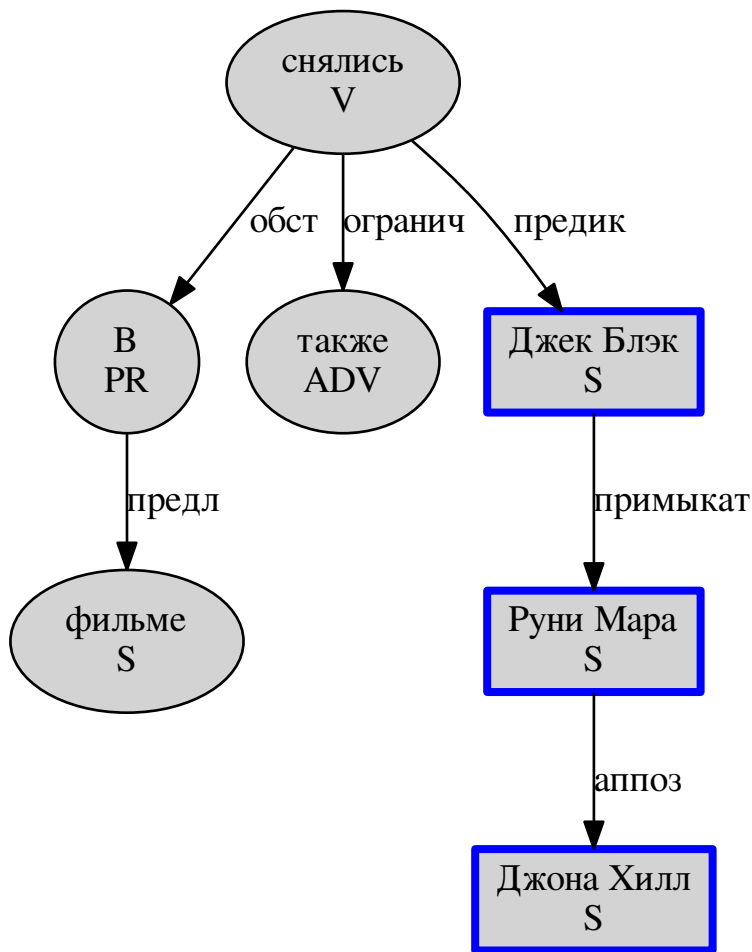 снялись
V
обст
огранич
предик
В
PR
также
ADV
Джек Блэк
S
предл
примыкат
фильме
S
Руни Мара
S
аппоз
Джона Хилл
S